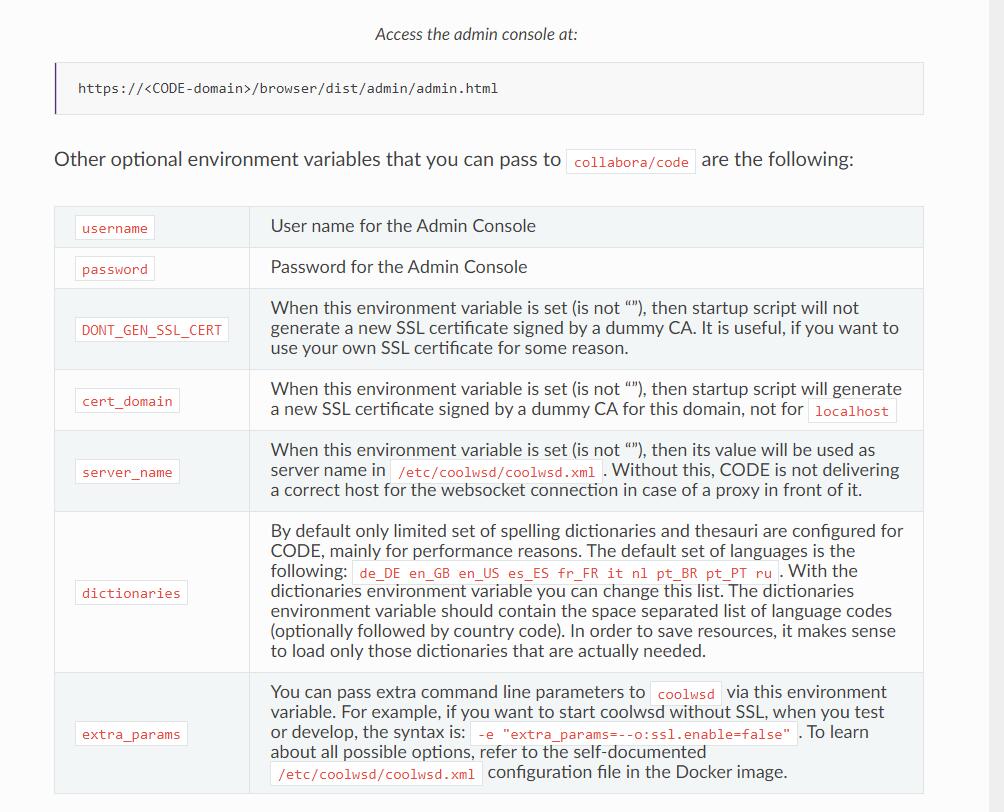 Access the admin console at:
https://<CODE-domain>/browser/dist/admin/admin.html
Other optional environment variables that you can pass to collabora/code are the following:
username
User name for the Admin Console
password
Password for the Admin Console
DONT_GEN_SSL_CERT
When this environment variable is set (is not “”), then startup script will not
generate a new SSL certificate signed by a dummy CA. It is useful, if you want to
use your own SSL certificate for some reason.
cert_domain
When this environment variable is set (is not “”), then startup script will generate
a new SSL certificate signed by a dummy CA for this domain, not for localhost
server_name
When this environment variable is set (is not “”), then its value will be used as
server name in /etc/coolwsd/coolwsd.xml . Without this, CODE is not delivering
a correct host for the websocket connection in case of a proxy in front of it.
dictionaries
By default only limited set of spelling dictionaries and thesauri are configured for
CODE, mainly for performance reasons. The default set of languages is the
following: de_DE en_GB en_US es_ES fr_FR it nl pt_BR pt_PT ru . With the
dictionaries environment variable you can change this list. The dictionaries
environment variable should contain the space separated list of language codes
(optionally followed by country code). In order to save resources, it makes sense
to load only those dictionaries that are actually needed.
extra_params
You can pass extra command line parameters to coolwsd via this environment
variable. For example, if you want to start coolwsd without SSL, when you test
or develop, the syntax is: -e "extra_params=--o:ssl.enable=false" . To learn
about all possible options, refer to the self-documented
/etc/coolwsd/coolwsd.xml configuration file in the Docker image.